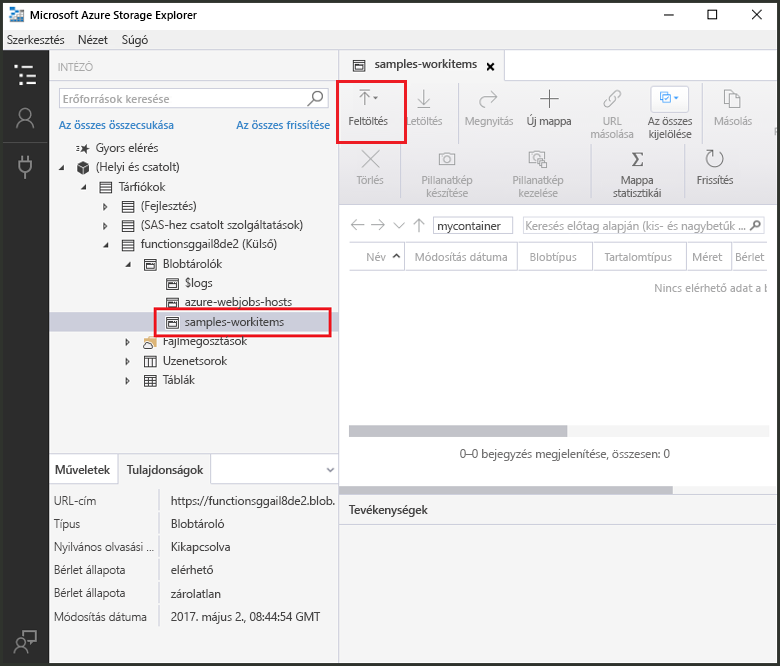 Microsoft Azure Storage Explorer
Szerkesztés Nézet Súgó
INTÉZŐ
Erőforrások keresése
Az összes összecsukása Az összes frissítése
Gyors elérés
(Helyi és csatolt)
Tárfiókok
(Fejlesztés)
(SAS-hez csatolt szolgáltatások)
functionsggail8de2 (Külső)
Blobtárolók
$logs
azure-webjobs-hosts
samples-workitems
Fájlmegosztások
Üzenetsorok
Táblák
Műveletek Tulajdonságok
URL-cím https://functionsggail8de2.blob.
Típus Blobtároló
Nyilvános olvasási ... Kikapcsolva
Bérlet állapota elérhető
Bérlet állapota zárolatlan
Módosítás dátuma 2017. május 2., 08:44:54 GMT
samples-workitems
Feltöltés Letöltés Megnyitás Új mappa URL másolása Az összes kijelölése Másolás
Törlés Pillanatkép készítése Pillanatkép kezelése Mappa statisztikái Frissítés
mycontainer Keresés előtag alapján (kis- és nagybetűk ...
Név Módosítás dátuma Blobtípus Tartalomtípus Méret Bérlet
Nincs elérhető adat a b
0–0 bejegyzés megjelenítése, összesen: 0
Tevékenységek